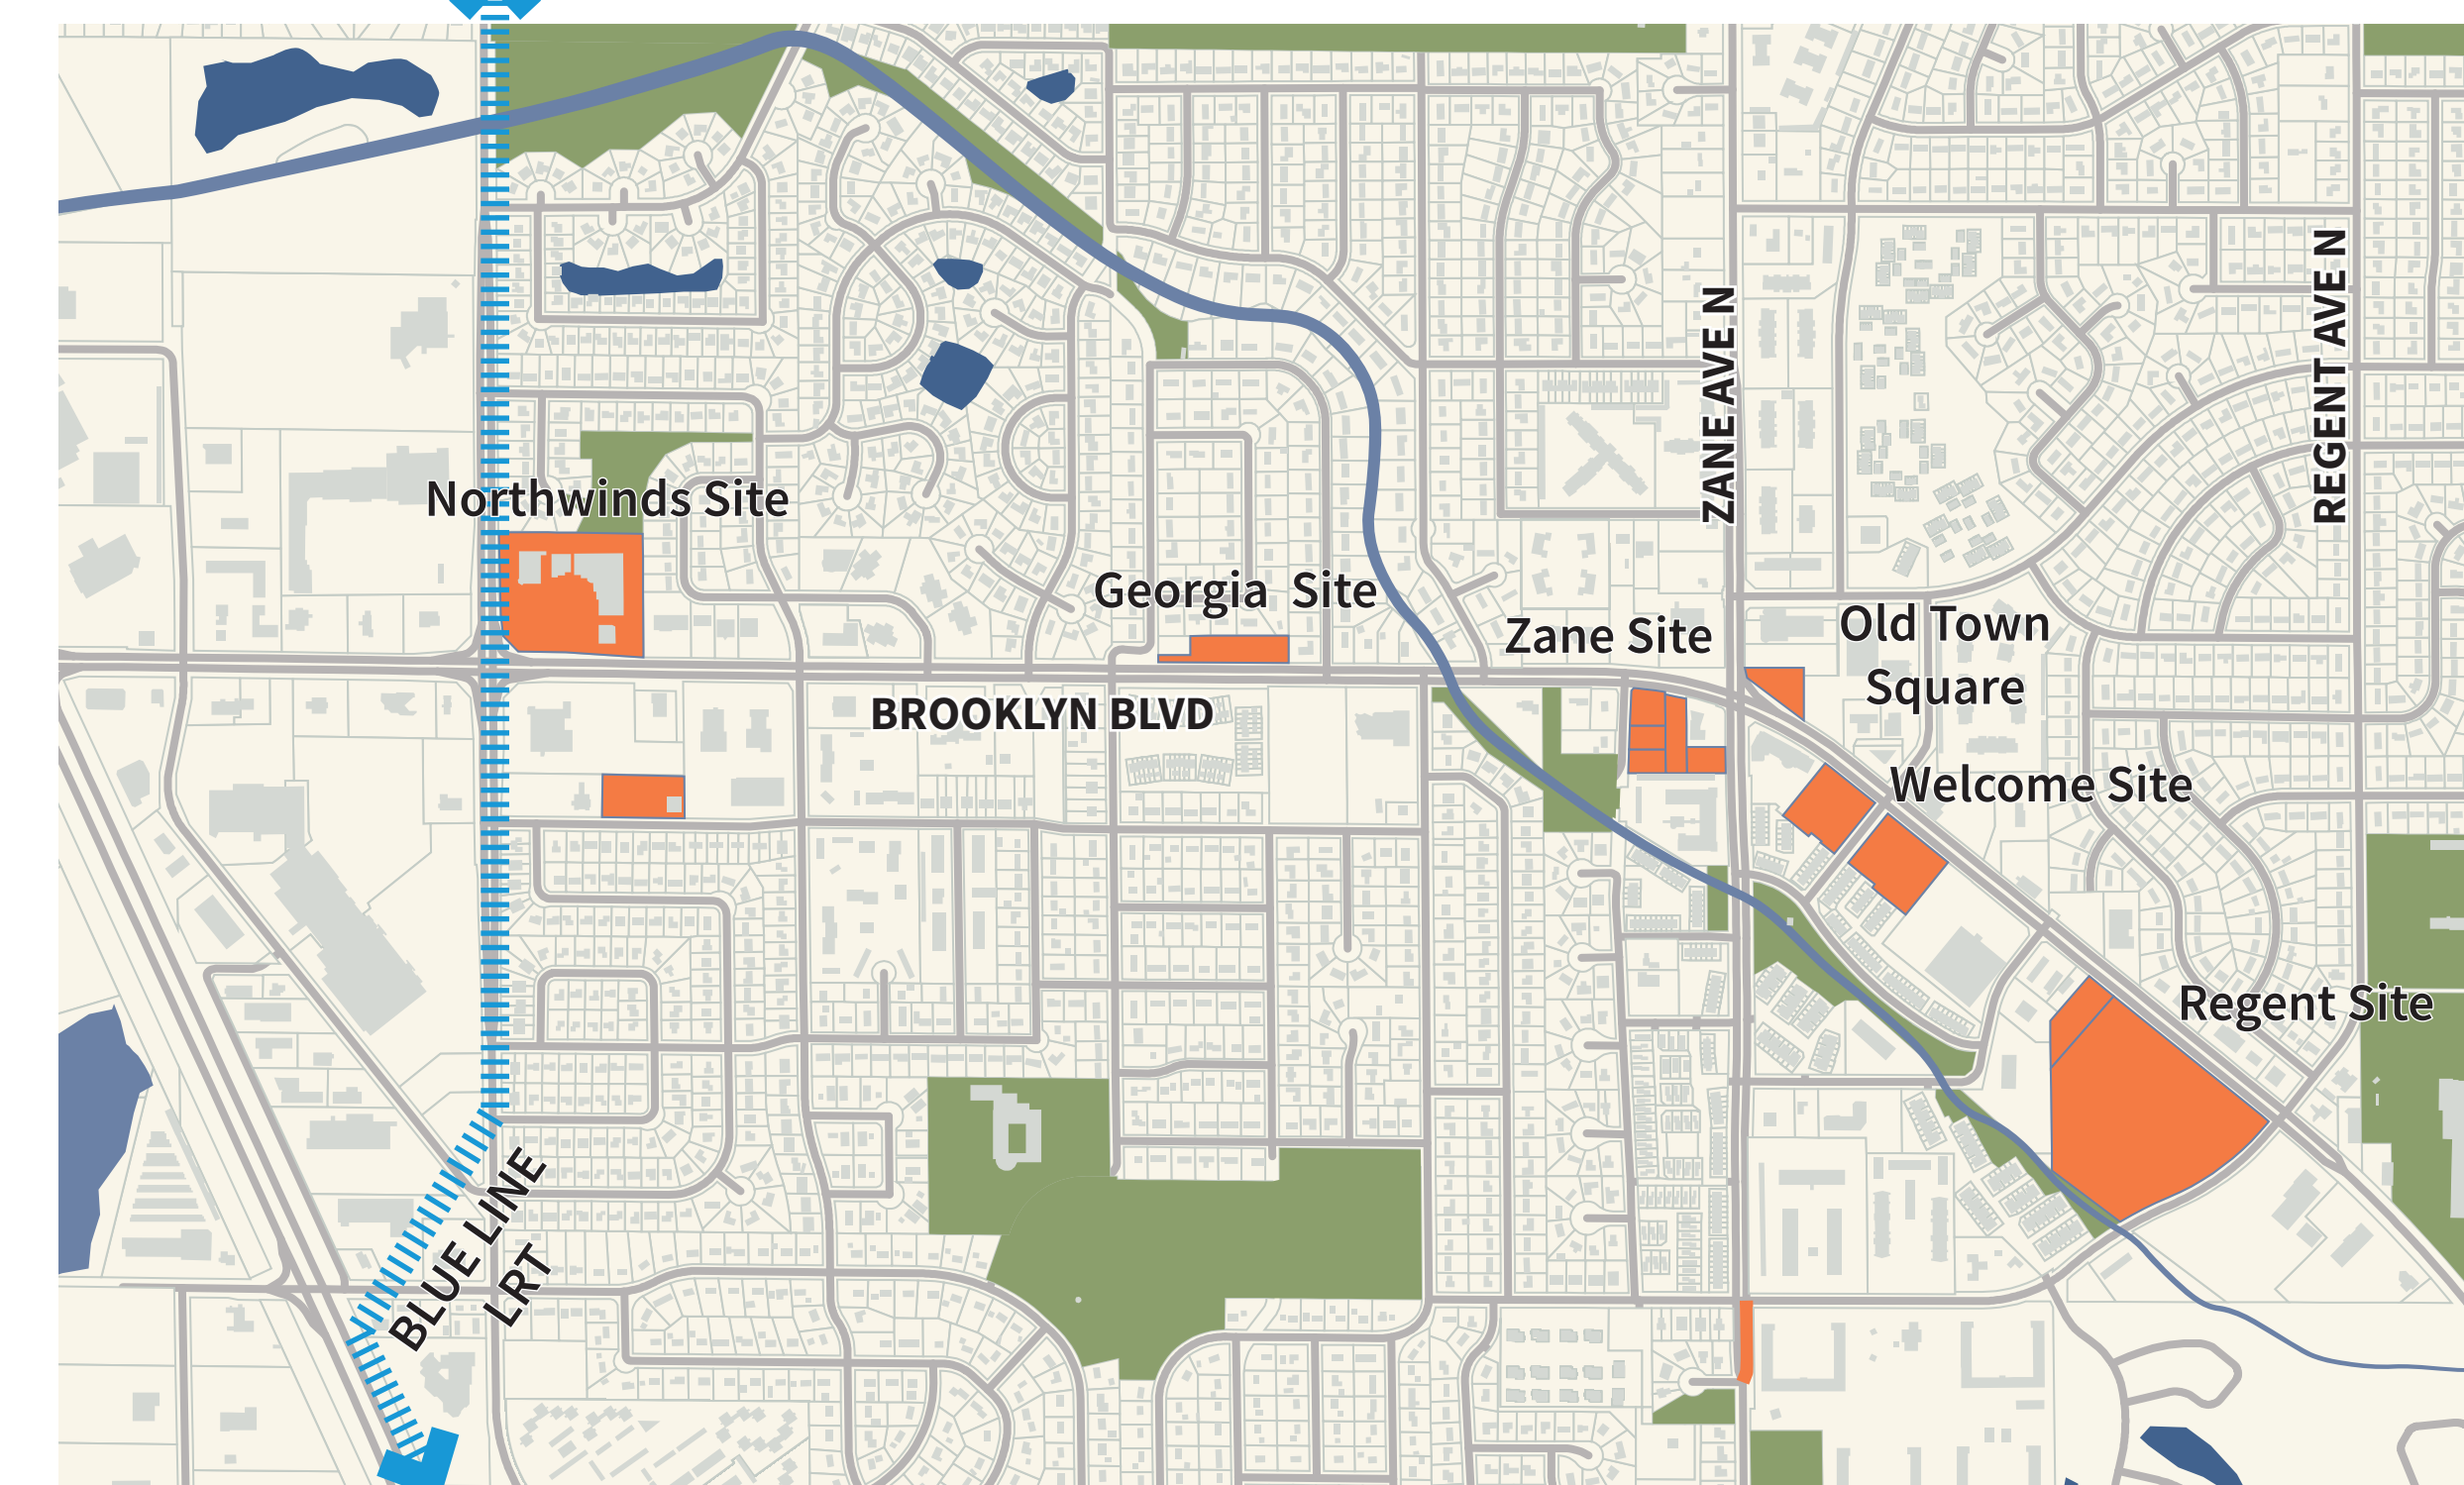 ZANE AVE N
REGENT AVE N
Northwinds Site
Georgia Site
Zane Site
Old Town
Square
BROOKLYN BLVD
Welcome Site
Regent Site
BLUE LINE
LRT